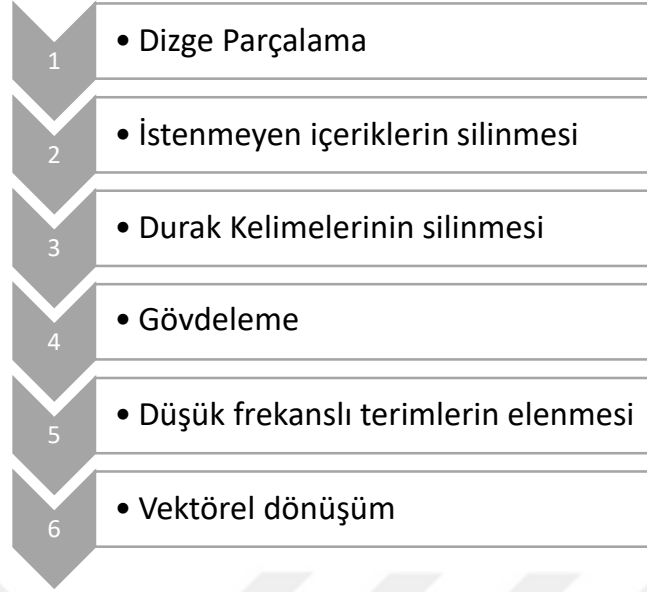 1
• Dizge Parçalama
2
• İstenmeyen içeriklerin silinmesi
3
• Durak Kelimelerinin silinmesi
4
• Gövdeleme
5
• Düşük frekanslı terimlerin elenmesi
6
• Vektörel dönüşüm